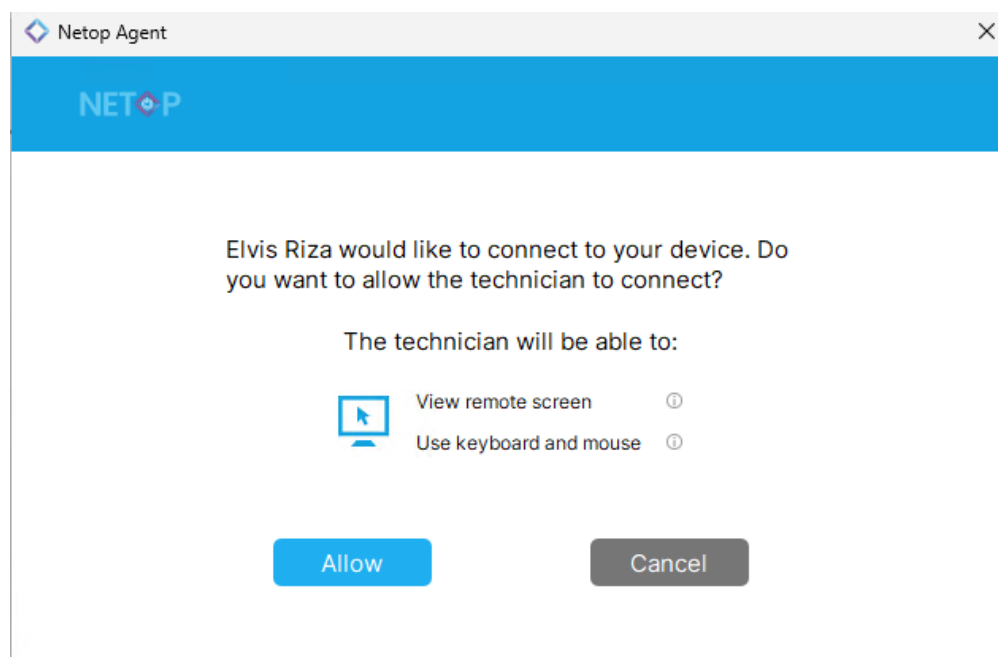 Netop Agent
NETOP
Elvis Riza would like to connect to your device. Do
you want to allow the technician to connect?
The technician will be able to:
View remote screen
Use keyboard and mouse
Allow
Cancel